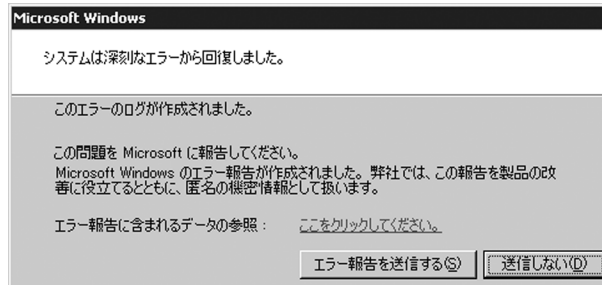 Microsoft Windows
システムは深刻なエラーから回復しました。
このエラーのログが作成されました。
この問題を Microsoft に報告してください。
Microsoft Windows のエラー報告が作成されました。弊社では、この報告を製品の改
善に役立てるとともに、匿名の機密情報として扱います。
エラー報告に含まれるデータの参照： ここをクリックしてください。
エラー報告を送信する(S) 送信しない(D)